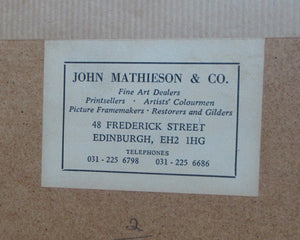 JOHN MATHIESON & CO.
Fine Art Dealers
Printsellers · Artists' Colourmen
Picture Framemakers · Restorers and Gilders
48 FREDERICK STREET
EDINBURGH, EH2 1HG
TELEPHONES
031 - 225 6798 031 - 225 6686
2